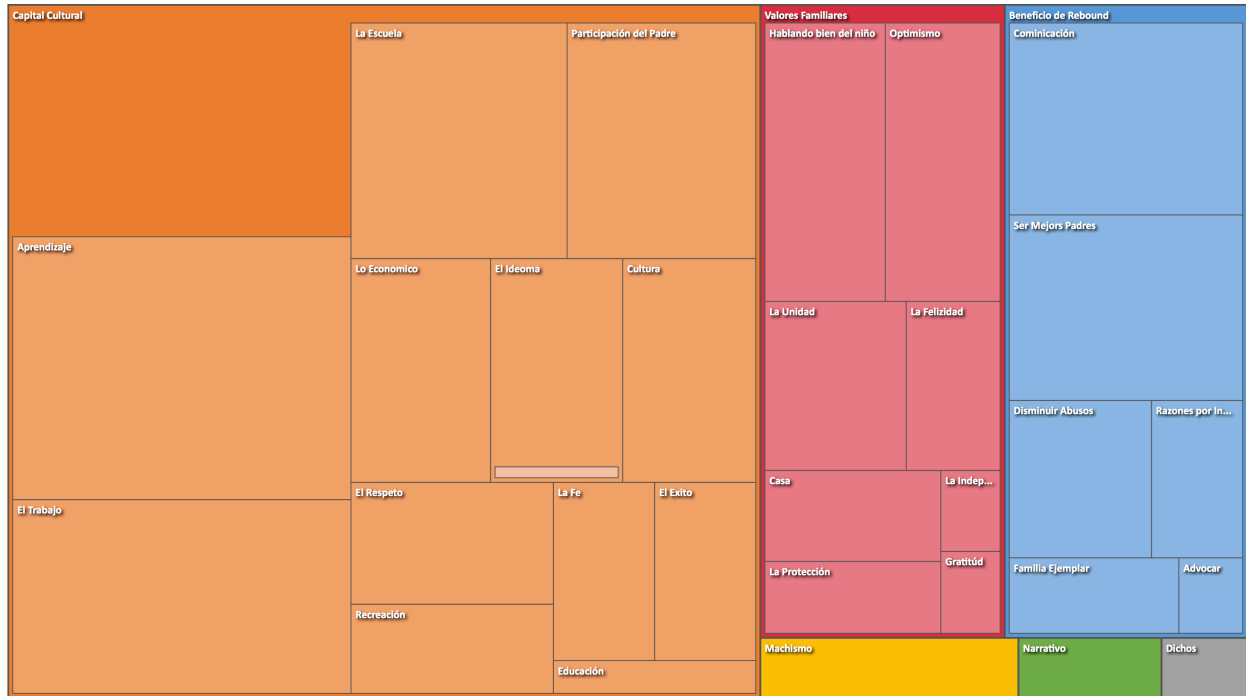 Capital Cultural
La Escuela
Participación del Padre
Aprendizaje
Lo Economico
El Ideoma
Cultura
El Trabajo
El Respeto
La Fe
El Exito
Recreación
Educación
Valores Familiares
Hablando bien del niño
Optimismo
La Unidad
La Felizidad
Casa
La Indep...
La Protección
Gratitúd
Beneficio de Rebound
Cominicación
Ser Mejors Padres
Disminuir Abusos
Razones por In...
Familia Ejemplar
Advocar
Machismo
Narrativo
Dichos